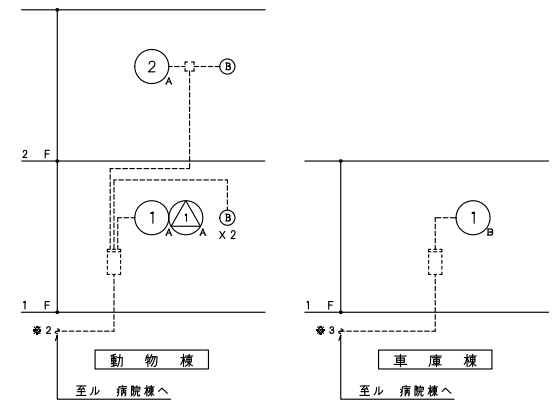 2 A B
2 F
1 A 1 A B
X 2
1 B
1 F
1 F
※2
※3
動物棟
車庫棟
至ル 病院棟へ
至ル 病院棟へ